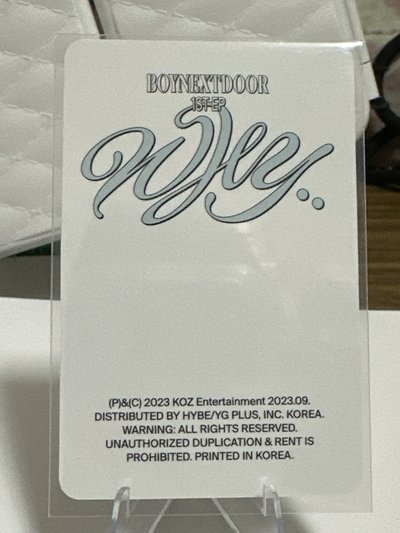 BOYNEXTDOOR
1ST EP
WHY..
(P)&(C) 2023 KOZ Entertainment 2023.09.
DISTRIBUTED BY HYBE/YG PLUS, INC. KOREA.
WARNING: ALL RIGHTS RESERVED.
UNAUTHORIZED DUPLICATION & RENT IS
PROHIBITED. PRINTED IN KOREA.